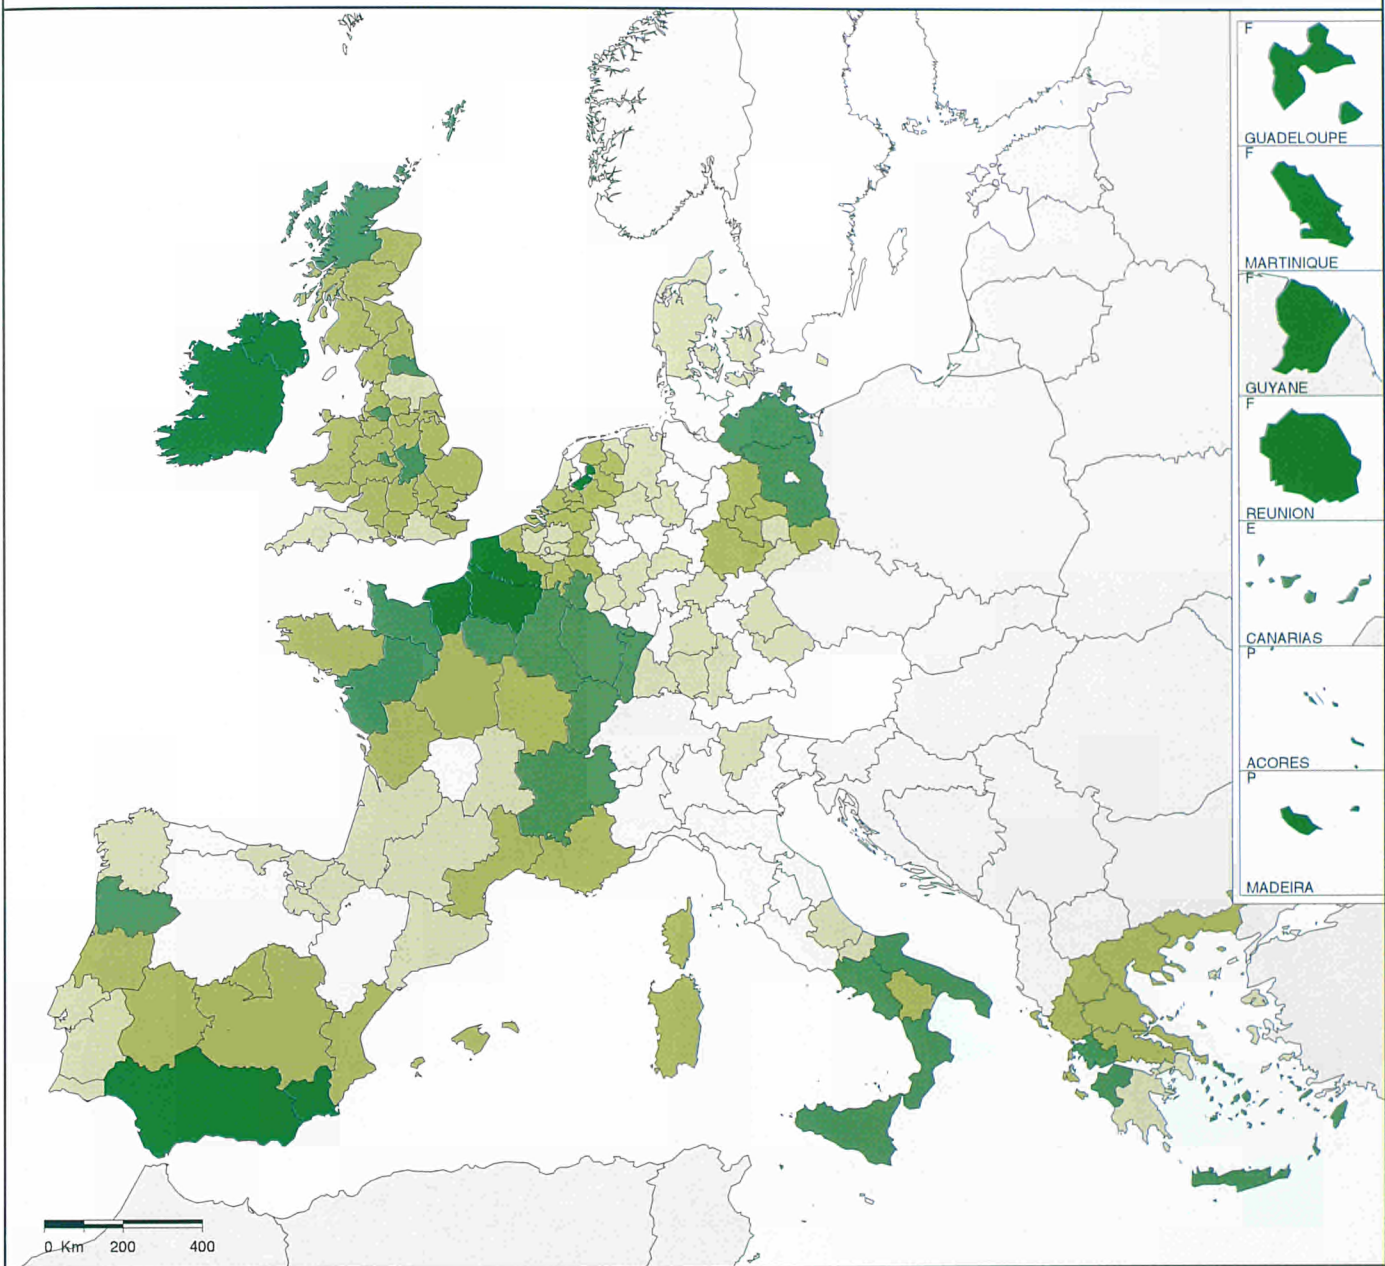 F
GUADELOUPE
F
MARTINIQUE
F
GUYANE
F
REUNION
E
CANARIAS
P
ACORES
P
MADEIRA
0 Km 200 400